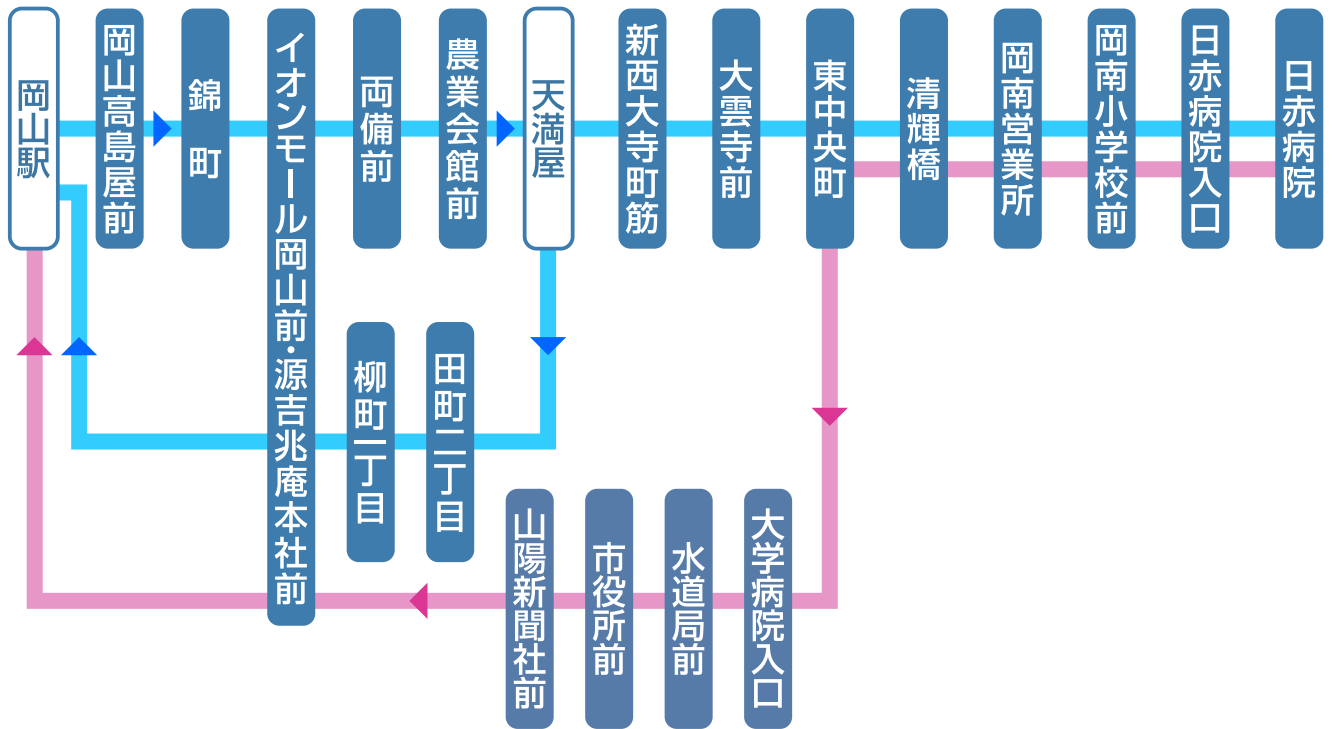 岡山駅
岡山高島屋前
錦町
イオンモール岡山前・源吉兆庵本社前
両備前
農業会館前
天満屋
新西大寺町筋
大雲寺前
東中央町
清輝橋
岡南営業所
岡南小学校前
日赤病院入口
日赤病院
柳町一丁目
田町二丁目
山陽新聞社前
市役所前
水道局前
大学病院入口